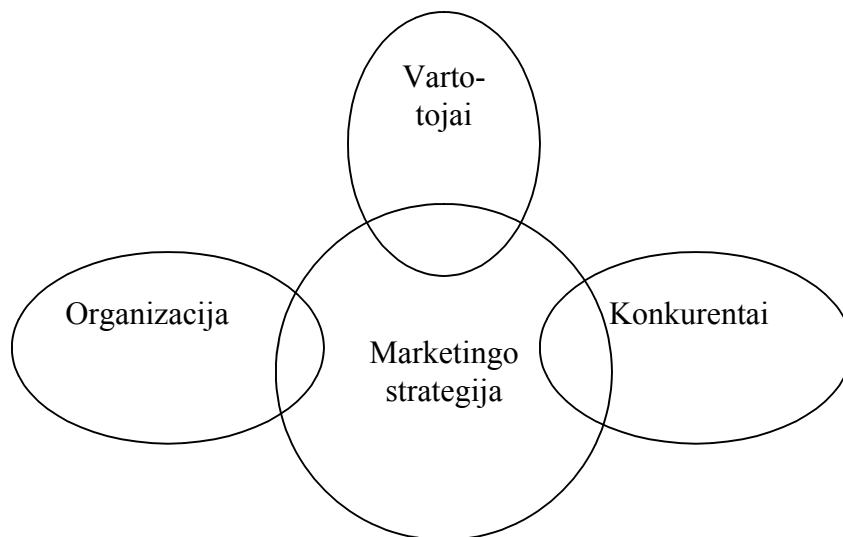 Varto-
tojai
Organizacija
Konkurentai
Marketingo
strategija